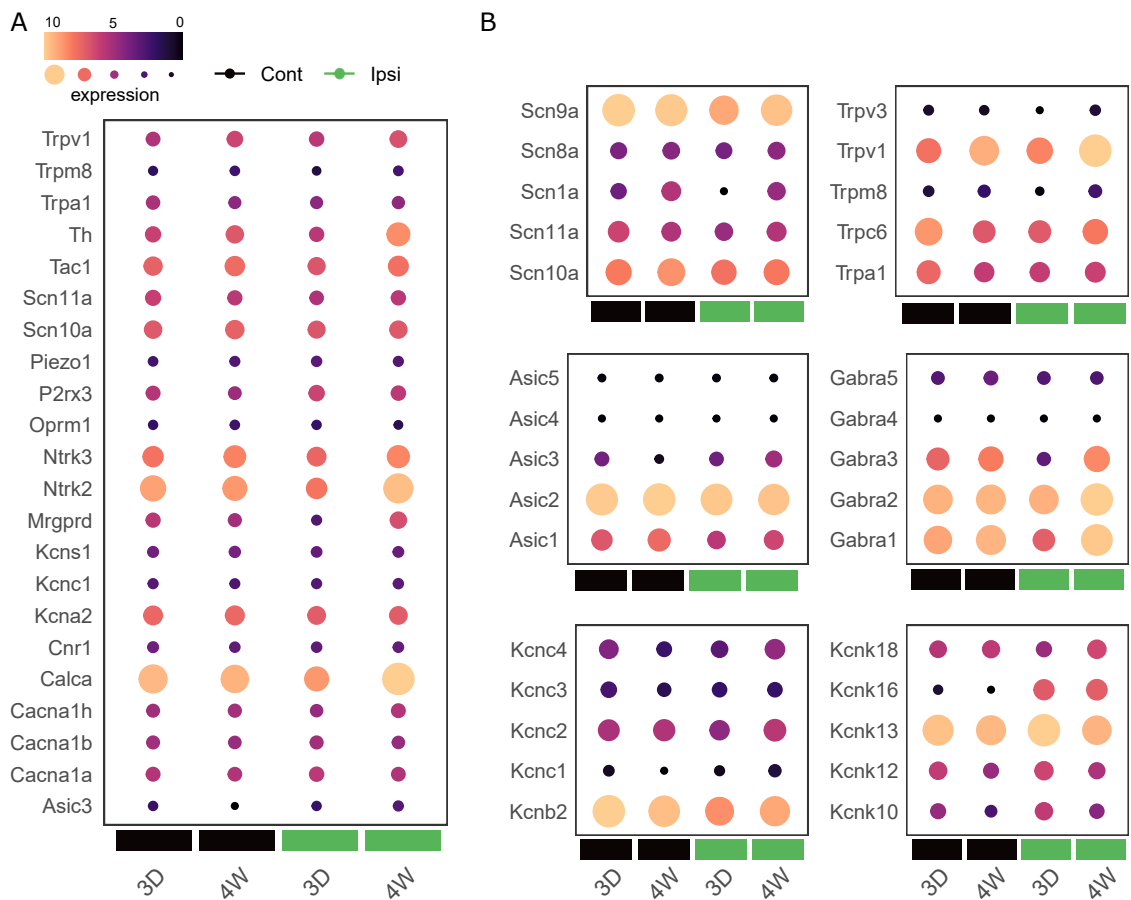 A
10 5 0
Cont Ipsi
expression
Trpv1
Trpm8
Trpa1
Th
Tac1
Scn11a
Scn10a
Piezo1
P2rx3
Oprm1
Ntrk3
Ntrk2
Mrgprd
Kcns1
Kcnc1
Kcna2
Cnr1
Calca
Cacna1h
Cacna1b
Cacna1a
Asic3
3D 4W 3D 4W
B
Scn9a
Scn8a
Scn1a
Scn11a
Scn10a
Trpv3
Trpv1
Trpm8
Trpc6
Trpa1
Asic5
Asic4
Asic3
Asic2
Asic1
Gabra5
Gabra4
Gabra3
Gabra2
Gabra1
Kcnc4
Kcnc3
Kcnc2
Kcnc1
Kcnb2
3D 4W 3D 4W
Kcnk18
Kcnk16
Kcnk13
Kcnk12
Kcnk10
3D 4W 3D 4W